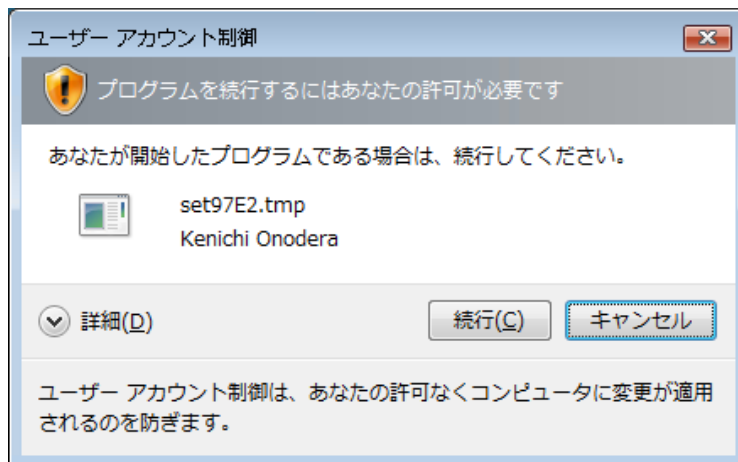 ユーザー アカウント制御
プログラムを続行するにはあなたの許可が必要です
あなたが開始したプログラムである場合は、続行してください。
set97E2.tmp
Kenichi Onodera
詳細(D)
続行(C)
キャンセル
ユーザー アカウント制御は、あなたの許可なくコンピュータに変更が適用
されるのを防ぎます。